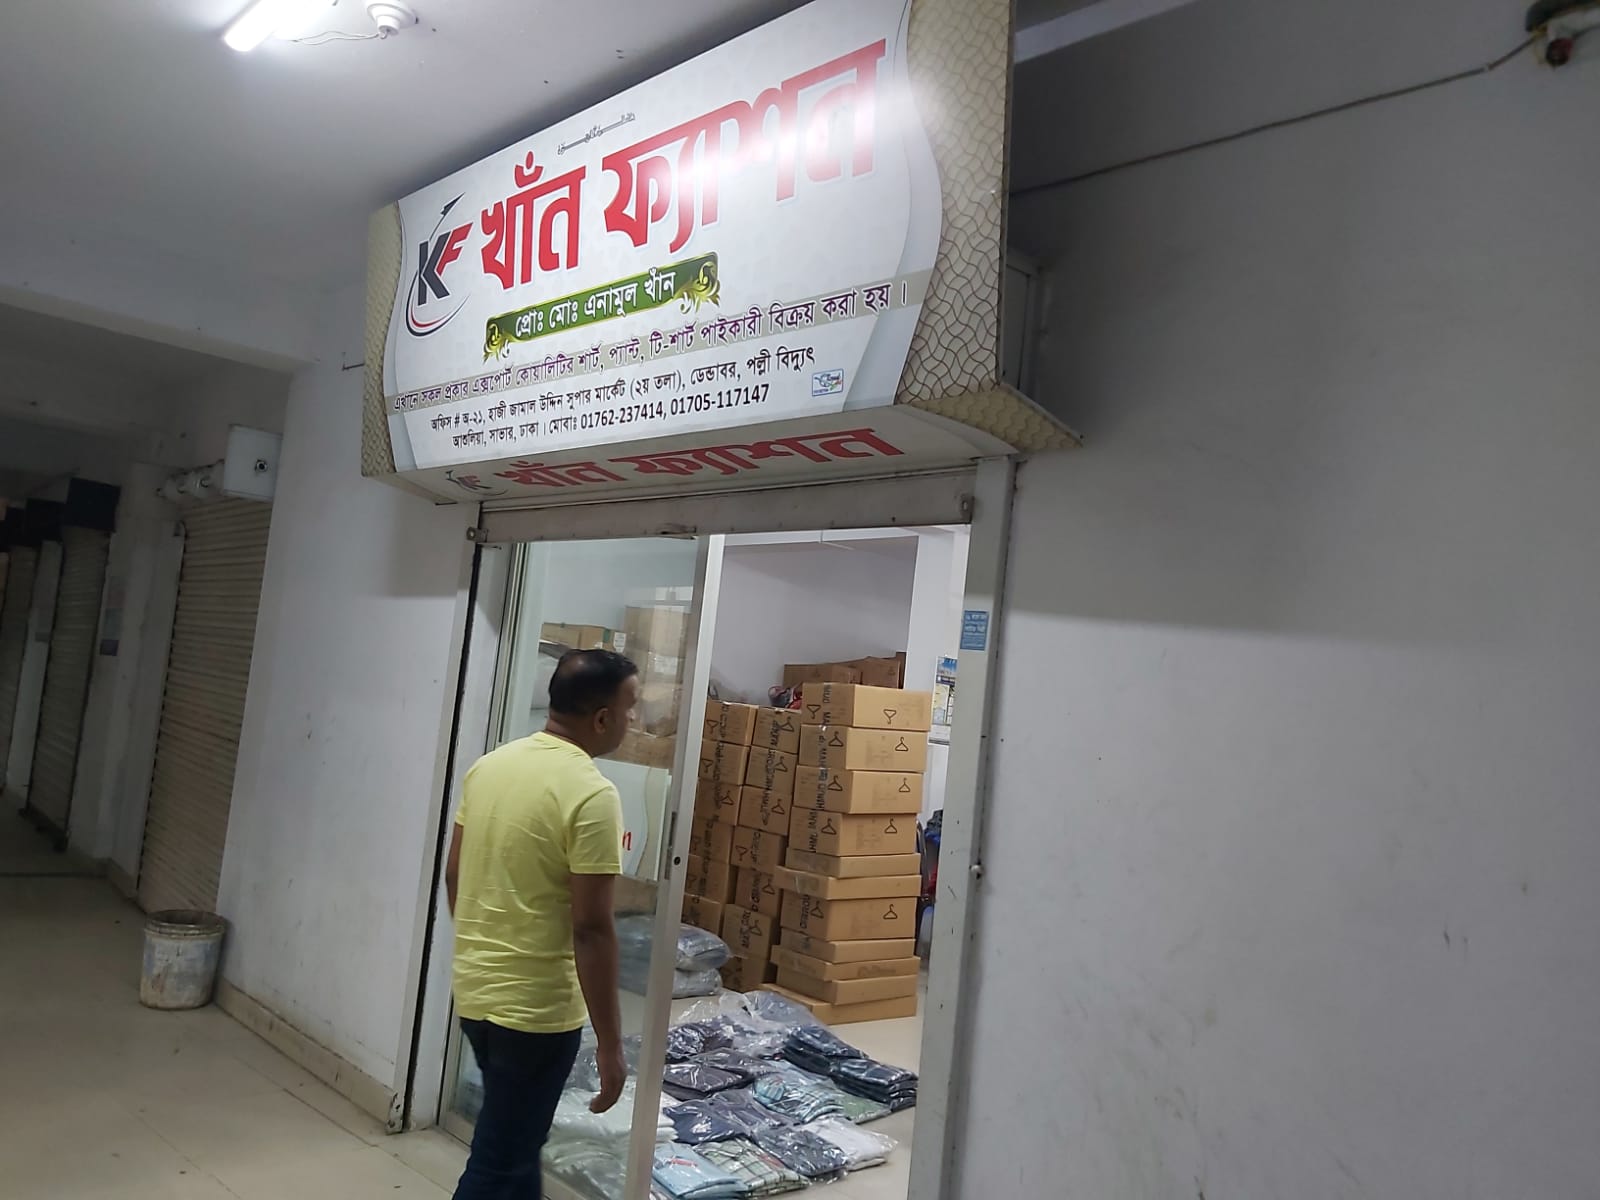 KF খাঁন ফ্যাশন
প্রোঃ মোঃ এনামুল খাঁন
এখানে সকল প্রকার এক্সপোর্ট কোয়ালিটির শার্ট, প্যান্ট, টি-শার্ট পাইকারী বিক্রয় করা হয়।
অফিস # অ-২১, হাজী জামাল উদ্দিন সুপার মার্কেট (২য় তলা), ডেন্ডাবর, পল্লী বিদ্যুৎ
আশুলিয়া, সাভার, ঢাকা। মোবাঃ 01762-237414, 01705-117147
KF খাঁন ফ্যাশন